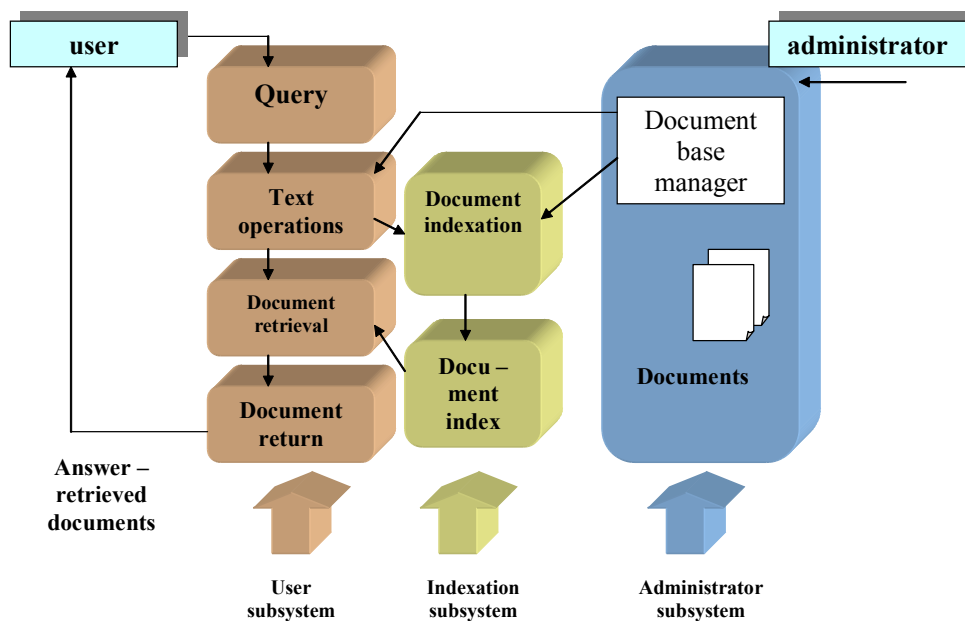 user
administrator
Query
Document
base
manager
Text
operations
Document
indexation
Document
retrieval
Docu –
ment
index
Documents
Document
return
Answer –
retrieved
documents
User
subsystem
Indexation
subsystem
Administrator
subsystem